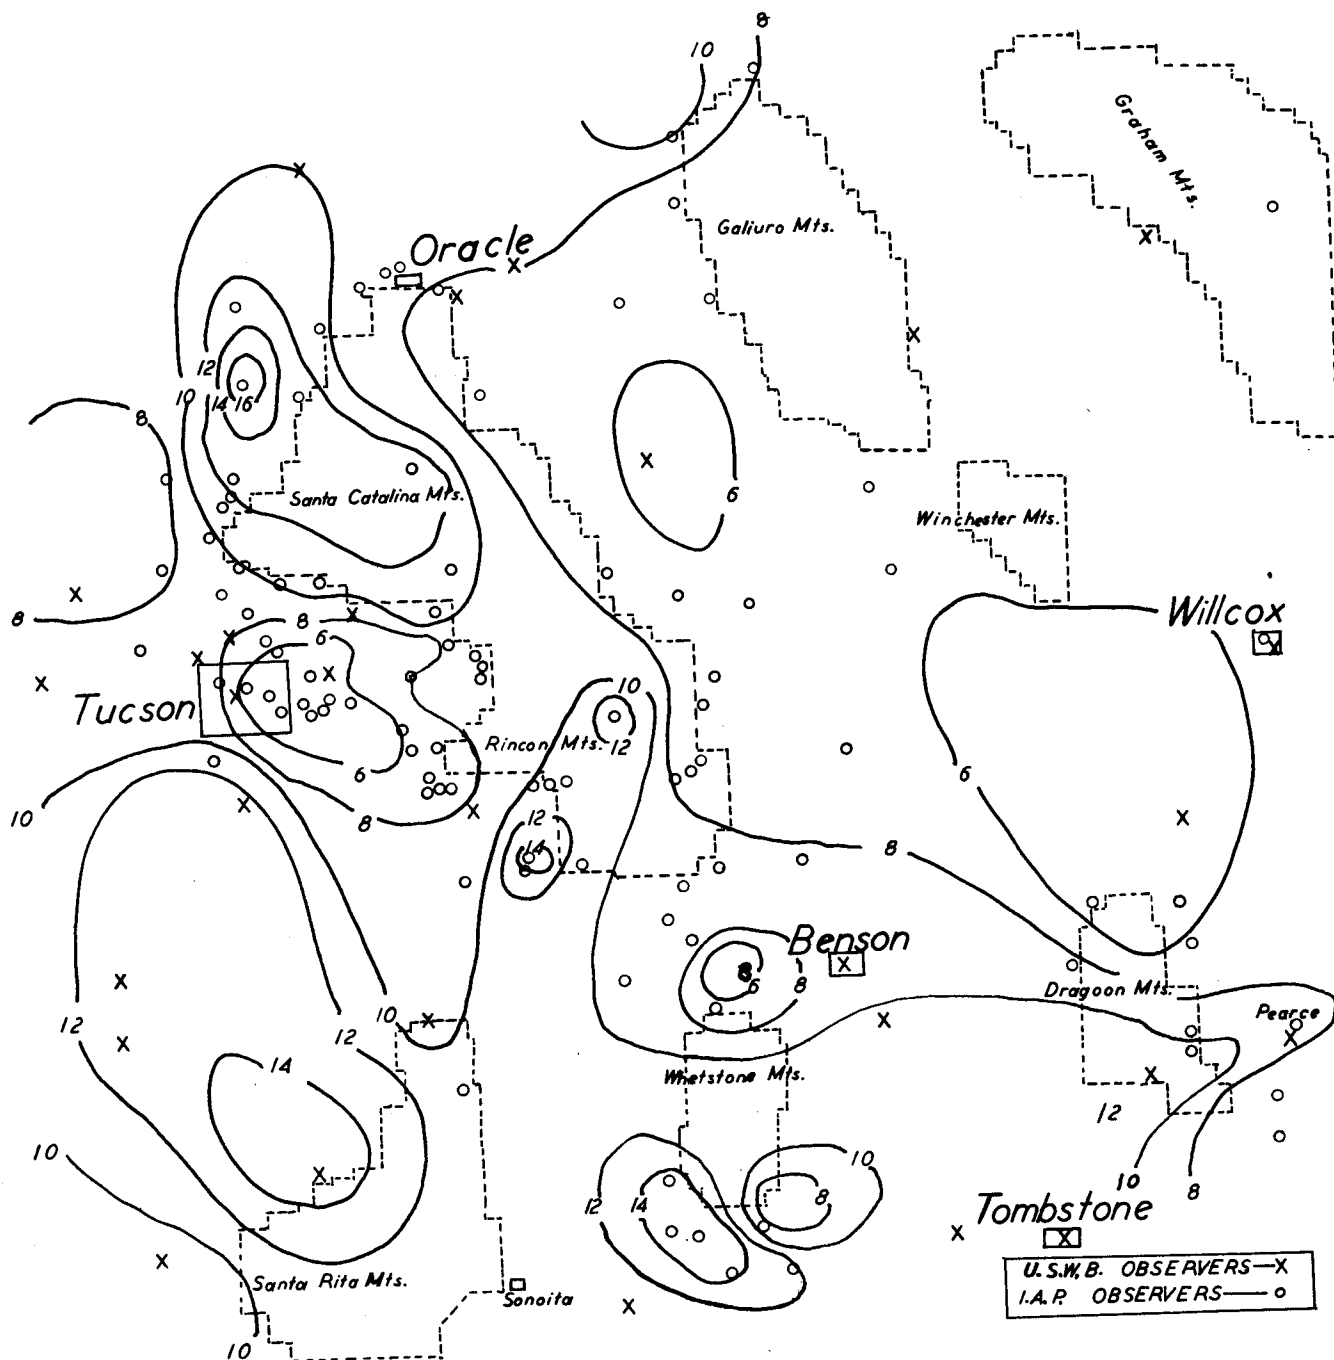 8
10
Graham Mts.
Galiuro Mts.
Oracle
12
10
14 16
8
Santa Catalina Mts.
6
Winchester Mts.
8
8
Willcox
6
10
Tucson
Rincon Mts.
12
6
6
10
8
12
14
8
Benson
6
8
Dragoon Mts.
10
12
12
Pearce
14
Whetstone Mts.
12
10
10
10
12
14
8
8
Tombstone
U.S.W.B. OBSERVERS—X
I.A.P. OBSERVERS—o
Santa Rita Mts.
Sonoita
10